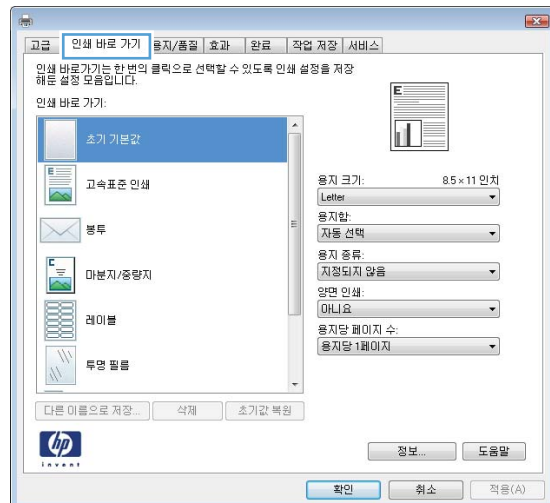 고급 인쇄 바로 가기 용지/품질 효과 완료 작업 저장 서비스
인쇄 바로가기는 한 번의 클릭으로 선택할 수 있도록 인쇄 설정을 저장
해둔 설정 모음입니다.
인쇄 바로 가기:
초기 기본값
고속표준 인쇄
봉투
마분지/중량지
레이블
투명 필름
E
용지 크기: 8.5×11 인치
Letter
용지함:
자동 선택
용지 종류:
지정되지 않음
양면 인쇄:
아니요
용지당 페이지 수:
용지당 1페이지
다른 이름으로 저장... 삭제 초기값 복원
hp
invent
정보... 도움말
확인 취소 적용(A)